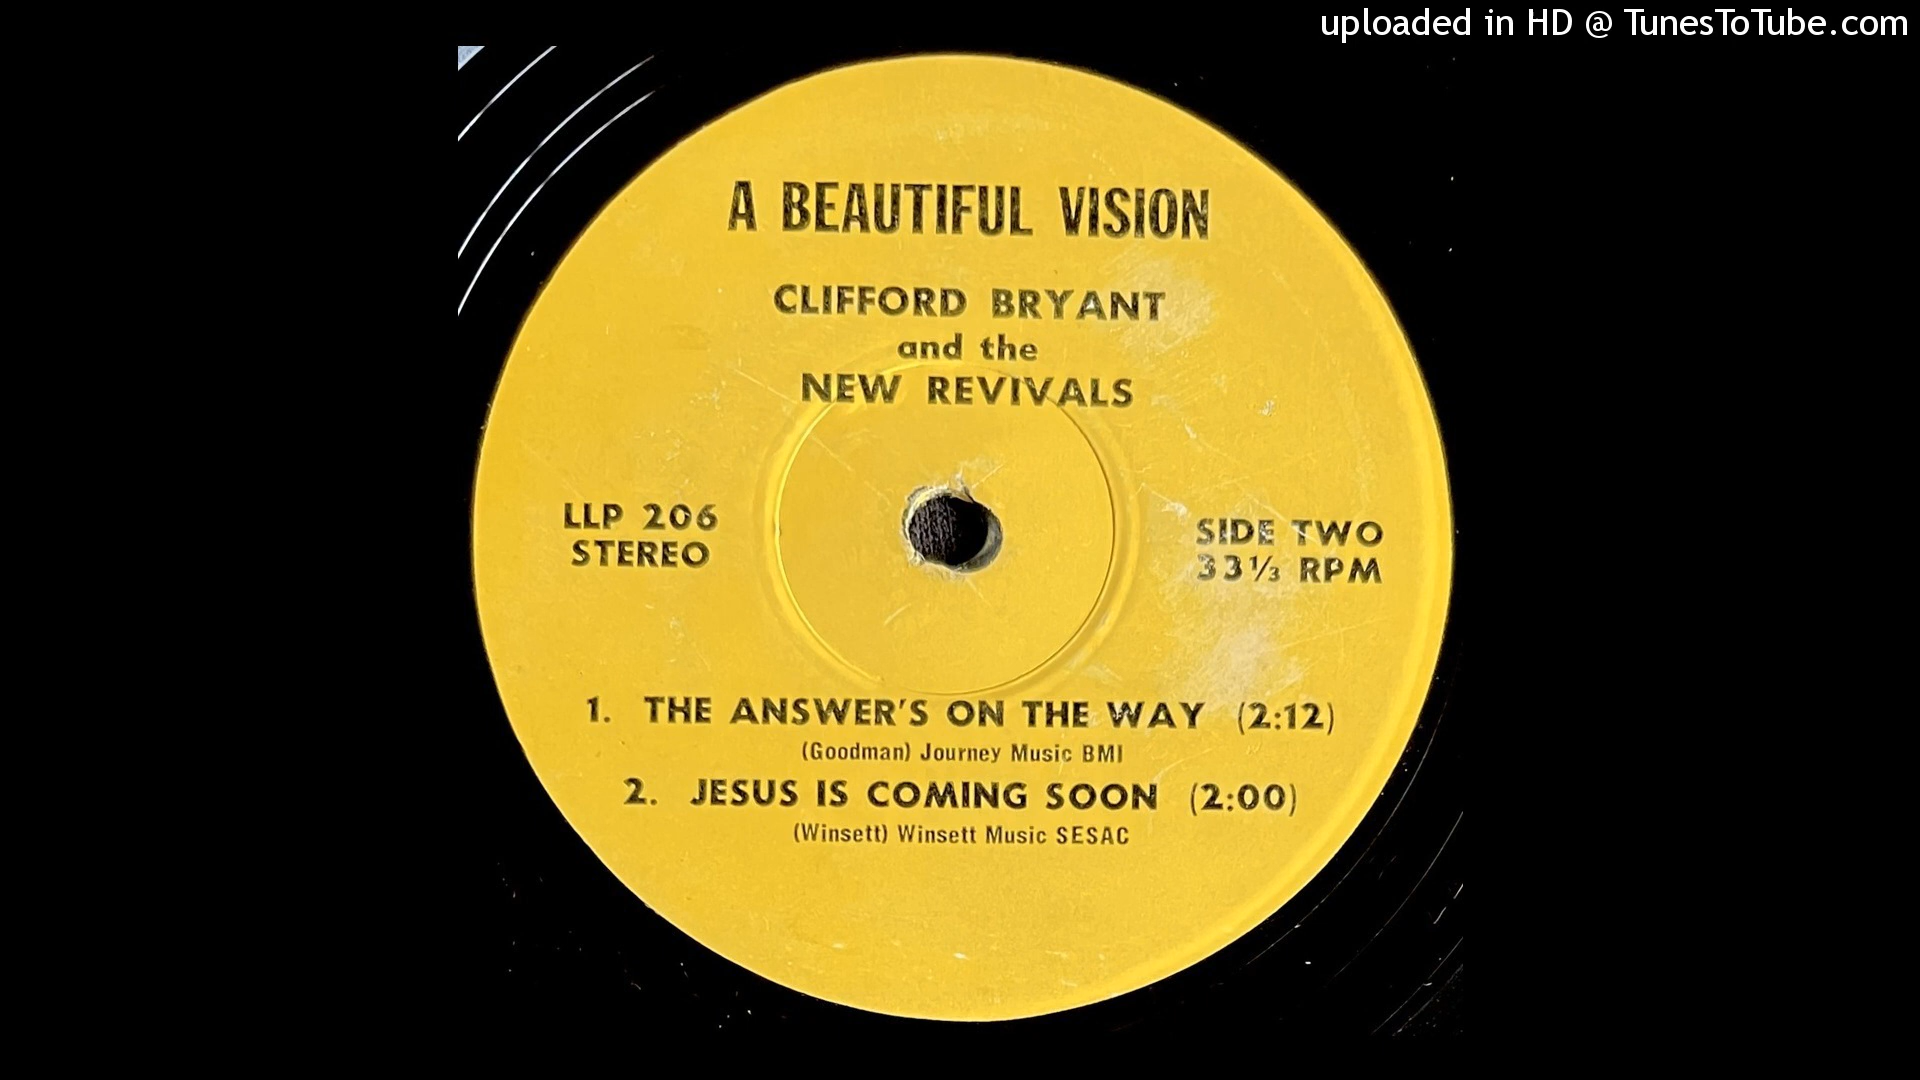 uploaded in HD @ TunesToTube.com
A BEAUTIFUL VISION
CLIFFORD BRYANT
and the
NEW REVIVALS
LLP 206
STEREO
SIDE TWO
33⅓ RPM
1. THE ANSWER'S ON THE WAY (2:12)
(Goodman) Journey Music BMI
2. JESUS IS COMING SOON (2:00)
(Winsett) Winsett Music SESAC